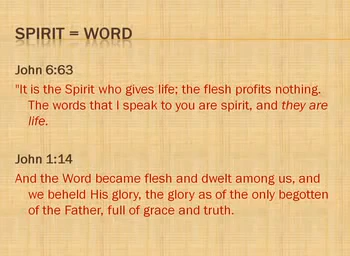 SPIRIT = WORD
John 6:63
"It is the Spirit who gives life; the flesh profits nothing.
The words that I speak to you are spirit, and they are
life.
John 1:14
And the Word became flesh and dwelt among us, and
we beheld His glory, the glory as of the only begotten
of the Father, full of grace and truth.